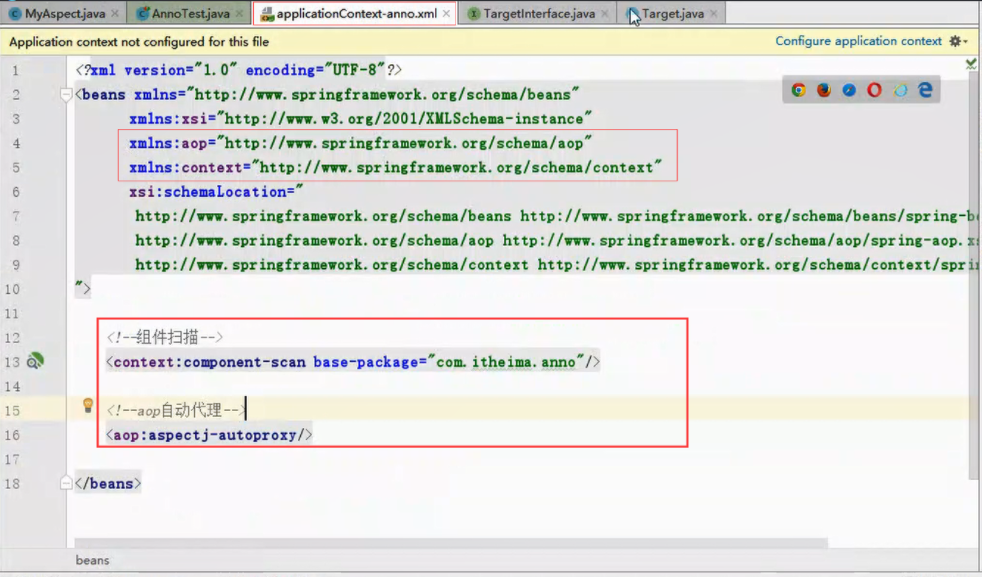 MyAspect.java × AnnoTest.java × applicationContext-anno.xml × TargetInterface.java × Target.java ×
Application context not configured for this file Configure application context
1 <?xml version="1.0" encoding="UTF-8"?>
2 <beans xmlns="http://www.springframework.org/schema/beans"
3 xmlns:xsi="http://www.w3.org/2001/XMLSchema-instance"
4 xmlns:aop="http://www.springframework.org/schema/aop"
5 xmlns:context="http://www.springframework.org/schema/context"
6 xsi:schemaLocation="
7 http://www.springframework.org/schema/beans http://www.springframework.org/schema/beans/spring-b
8 http://www.springframework.org/schema/aop http://www.springframework.org/schema/aop/spring-aop.x
9 http://www.springframework.org/schema/context http://www.springframework.org/schema/context/spri
10 ">
11
12 <!--组件扫描-->
13 <context:component-scan base-package="com.itheima.anno"/>
14
15 <!--aop自动代理-->
16 <aop:aspectj-autoproxy/>
17
18 </beans>
beans